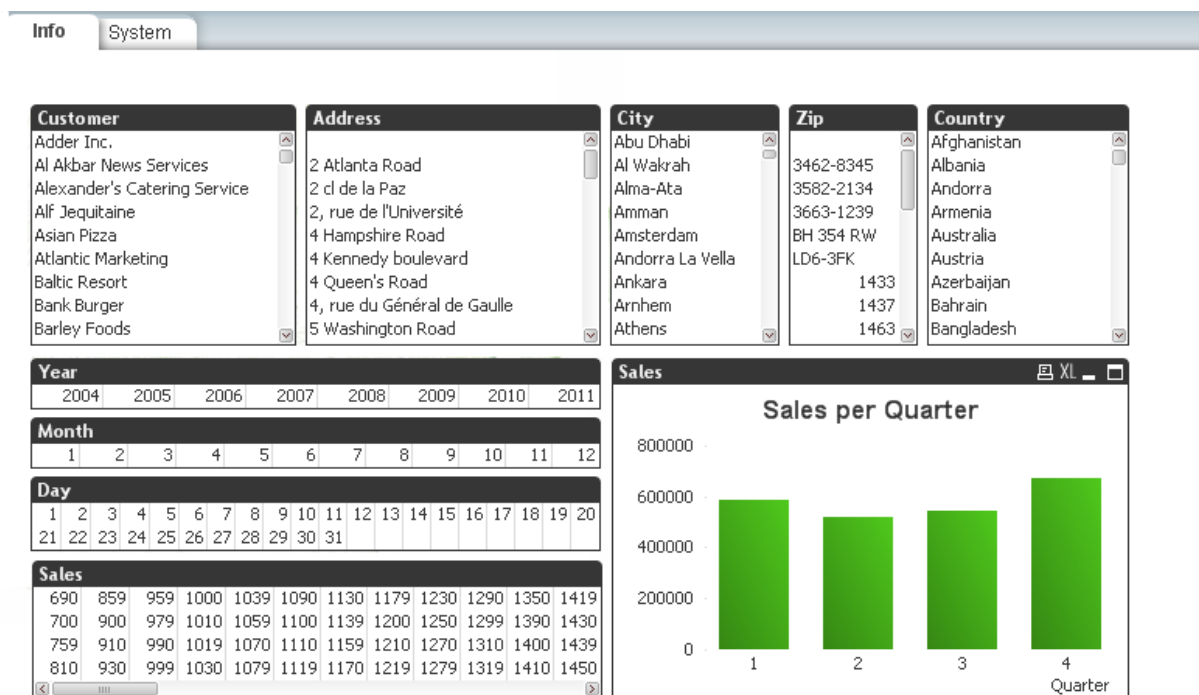 Info System
Customer
Adder Inc.
Al Akbar News Services
Alexander's Catering Service
Alf Jequitaine
Asian Pizza
Atlantic Marketing
Baltic Resort
Bank Burger
Barley Foods
Address
2 Atlanta Road
2 cl de la Paz
2, rue de l'Université
4 Hampshire Road
4 Kennedy boulevard
4 Queen's Road
4, rue du Général de Gaulle
5 Washington Road
City
Abu Dhabi
Al Wakrah
Alma-Ata
Amman
Amsterdam
Andorra La Vella
Ankara
Arnhem
Athens
Zip
3462-8345
3582-2134
3663-1239
BH 354 RW
LD6-3FK
1433
1437
1463
Country
Afghanistan
Albania
Andorra
Armenia
Australia
Austria
Azerbaijan
Bahrain
Bangladesh
Year
2004 2005 2006 2007 2008 2009 2010 2011
Month
1 2 3 4 5 6 7 8 9 10 11 12
Day
1 2 3 4 5 6 7 8 9 10 11 12 13 14 15 16 17 18 19 20
21 22 23 24 25 26 27 28 29 30 31
Sales
690 859 959 1000 1039 1090 1130 1179 1230 1290 1350 1419
700 900 979 1010 1059 1100 1139 1200 1250 1299 1390 1430
759 910 990 1019 1070 1110 1159 1210 1270 1310 1400 1439
810 930 999 1030 1079 1119 1170 1219 1279 1319 1410 1450
Sales XL
Sales per Quarter
800000
600000
400000
200000
0
1 2 3 4
Quarter